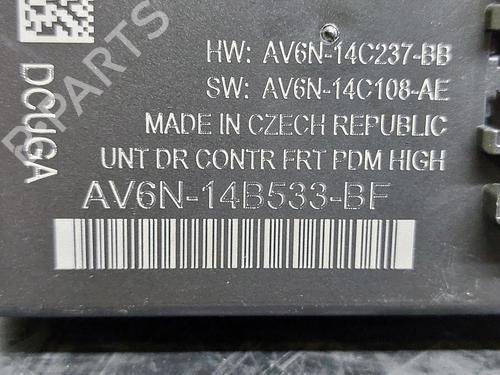 HW: AV6N-14C237-BB
SW: AV6N-14C108-AE
MADE IN CZECH REPUBLIC
UNT DR CONTR FRT PDM HIGH
AV6N-14B533-BF
DCUGA
B-PARTS